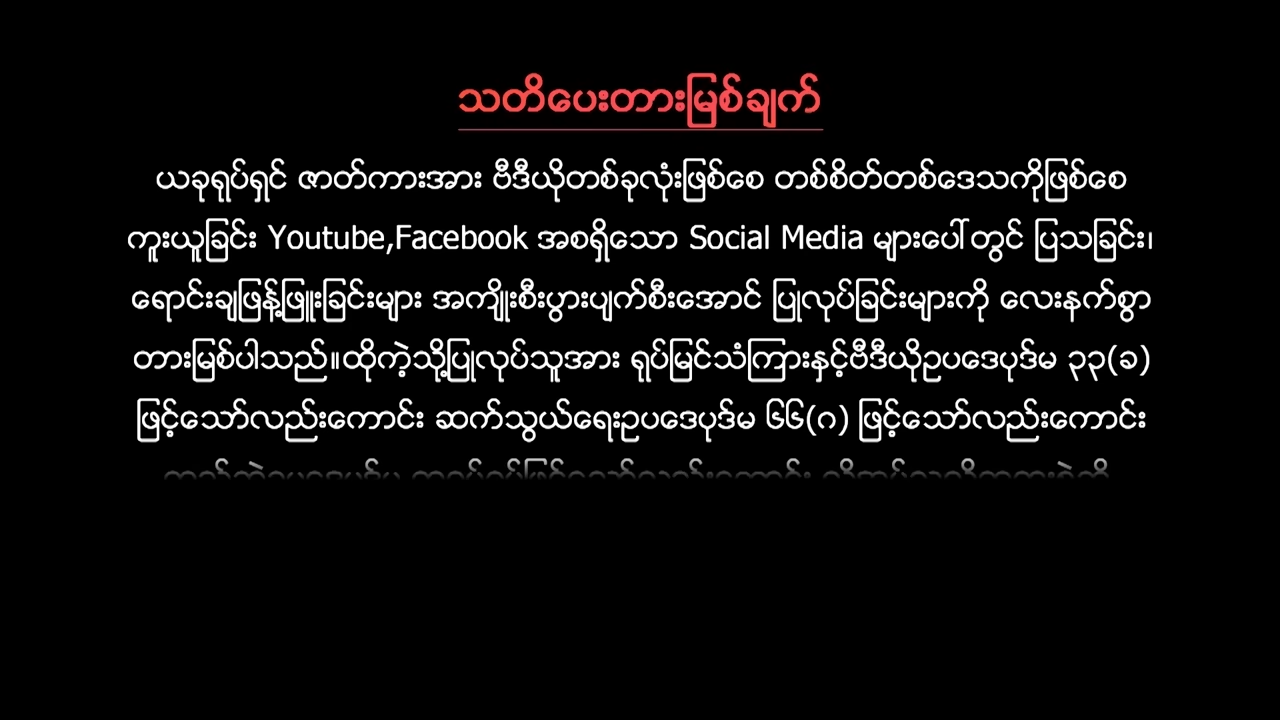 သတိပေးတားမြစ်ချက်
ယခုရုပ်ရှင် ဇာတ်ကားအား ဗီဒီယိုတစ်ခုလုံးဖြစ်စေ တစ်စိတ်တစ်ဒေသကိုဖြစ်စေ
ကူးယူခြင်း Youtube,Facebook အစရှိသော Social Media များပေါ်တွင် ပြသခြင်း၊
ရောင်းချဖြန့်ဖြူးခြင်းများ အကျိုးစီးပွားပျက်စီးအောင် ပြုလုပ်ခြင်းများကို လေးနက်စွာ
တားမြစ်ပါသည်။ထိုကဲ့သို့ပြုလုပ်သူအား ရုပ်မြင်သံကြားနှင့်ဗီဒီယိုဥပဒေပုဒ်မ ၃၃(ခ)
ဖြင့်သော်လည်းကောင်း ဆက်သွယ်ရေးဥပဒေပုဒ်မ ၆၆(ဂ) ဖြင့်သော်လည်းကောင်း